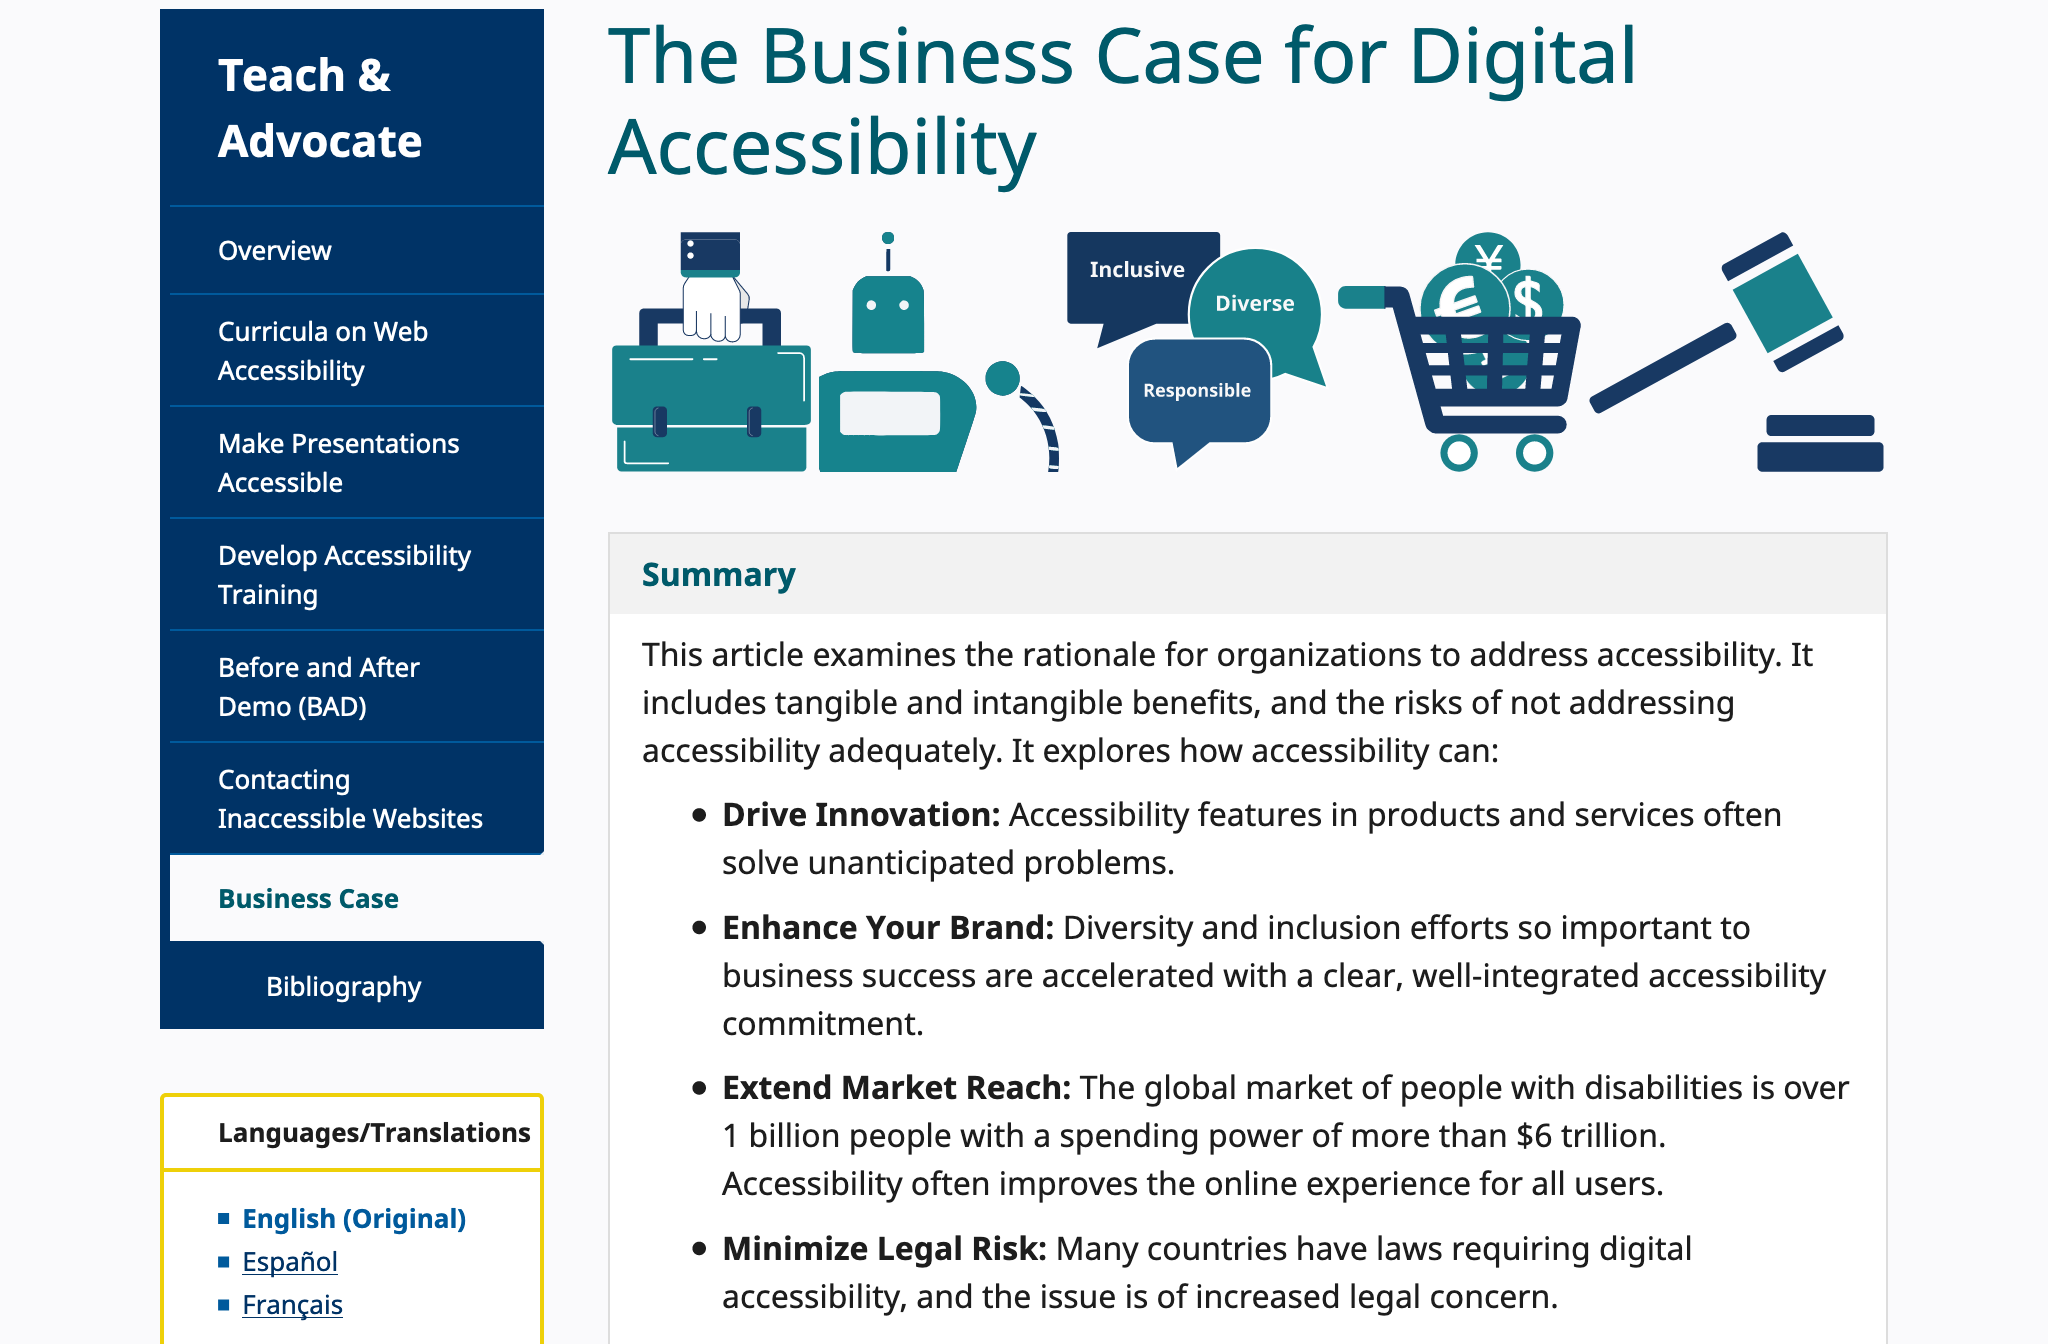 Teach &
Advocate
Overview
Curricula on Web
Accessibility
Make Presentations
Accessible
Develop Accessibility
Training
Before and After
Demo (BAD)
Contacting
Inaccessible Websites
Business Case
Bibliography
Languages/Translations
English (Original)
Español
Français
The Business Case for Digital
Accessibility
Inclusive
Diverse
Responsible
¥
€
$
Summary
This article examines the rationale for organizations to address accessibility. It
includes tangible and intangible benefits, and the risks of not addressing
accessibility adequately. It explores how accessibility can:
Drive Innovation: Accessibility features in products and services often
solve unanticipated problems.
Enhance Your Brand: Diversity and inclusion efforts so important to
business success are accelerated with a clear, well-integrated accessibility
commitment.
Extend Market Reach: The global market of people with disabilities is over
1 billion people with a spending power of more than $6 trillion.
Accessibility often improves the online experience for all users.
Minimize Legal Risk: Many countries have laws requiring digital
accessibility, and the issue is of increased legal concern.